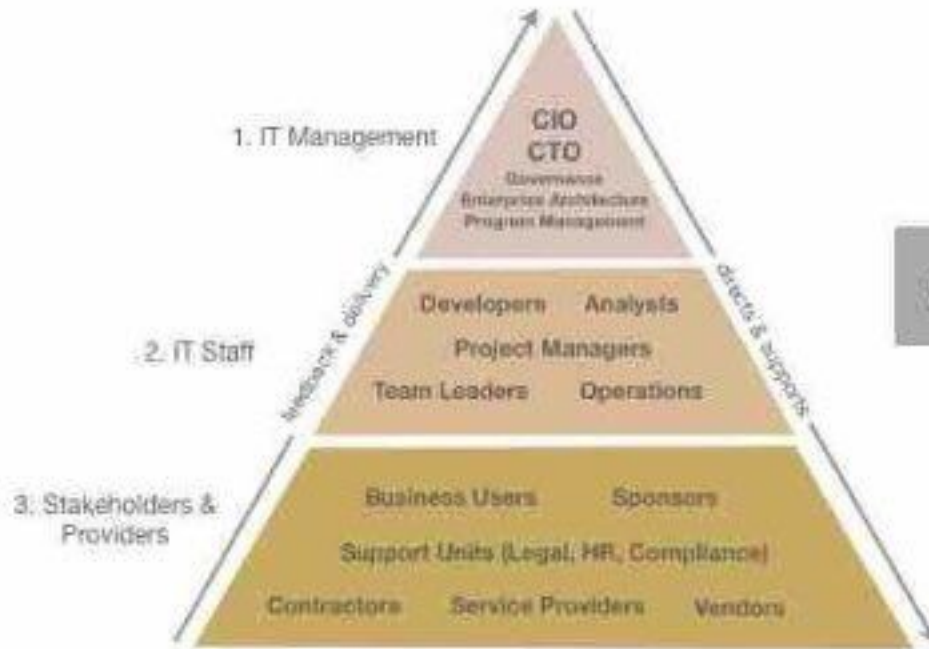 1. IT Management
CIO
CTO
Governance
Enterprise Architecture
Program Management
feedback & delivery
directs & supports
2. IT Staff
Developers Analysts
Project Managers
Team Leaders Operations
3. Stakeholders &
Providers
Business Users Sponsors
Support Units (Legal, HR, Compliance)
Contractors Service Providers Vendors